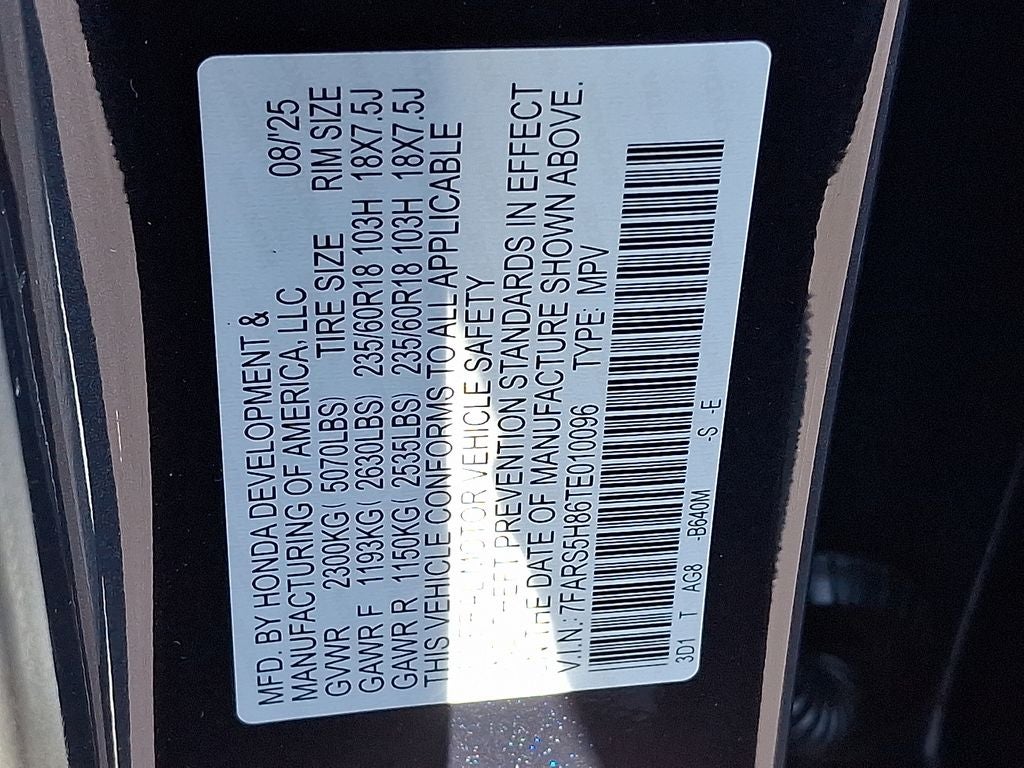 MFD. BY HONDA DEVELOPMENT &
MANUFACTURING OF AMERICA, LLC 08/'25
GVWR 2300KG( 5070LBS) TIRE SIZE RIM SIZE
GAWR F 1193KG( 2630LBS) 235/60R18 103H 18X7.5J
GAWR R 1150KG( 2535LBS) 235/60R18 103H 18X7.5J
THIS VEHICLE CONFORMS TO ALL APPLICABLE
MOTOR VEHICLE SAFETY
THEFT PREVENTION STANDARDS IN EFFECT
ON THE DATE OF MANUFACTURE SHOWN ABOVE.
V.I.N.: 7FARS5H86TE010096 TYPE: MPV
3D1 T AG8 -B640M -S -E